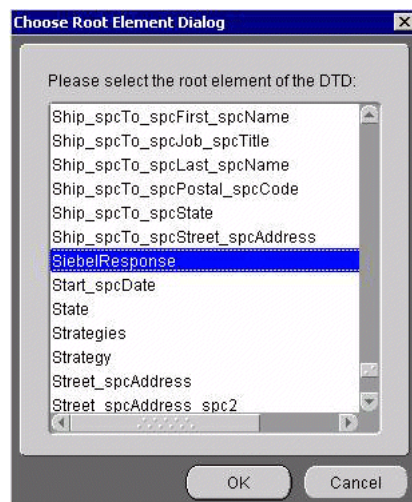 Choose Root Element Dialog
Please select the root element of the DTD:
Ship_spcTo_spcFirst_spcName
Ship_spcTo_spcJob_spcTitle
Ship_spcTo_spcLast_spcName
Ship_spcTo_spcPostal_spcCode
Ship_spcTo_spcState
Ship_spcTo_spcStreet_spcAddress
SiebelResponse
Start_spcDate
State
Strategies
Strategy
Street_spcAddress
Street_spcAddress_spc2
OK
Cancel